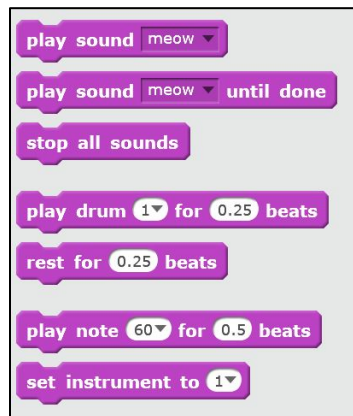 play sound meow
play sound meow until done
stop all sounds
play drum 1 for 0.25 beats
rest for 0.25 beats
play note 60 for 0.5 beats
set instrument to 1